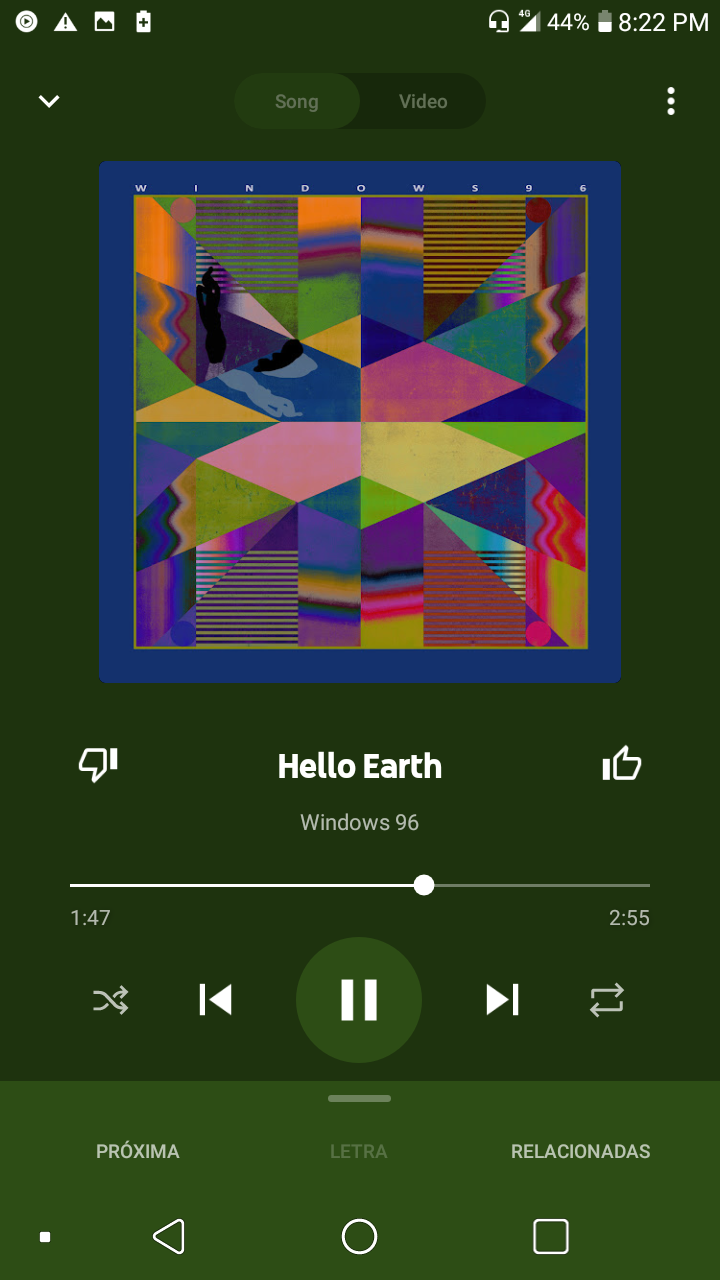 4G 44% 8:22 PM
Song Video
W I N D O W S 9 6
Hello Earth
Windows 96
1:47 2:55
PRÓXIMA LETRA RELACIONADAS